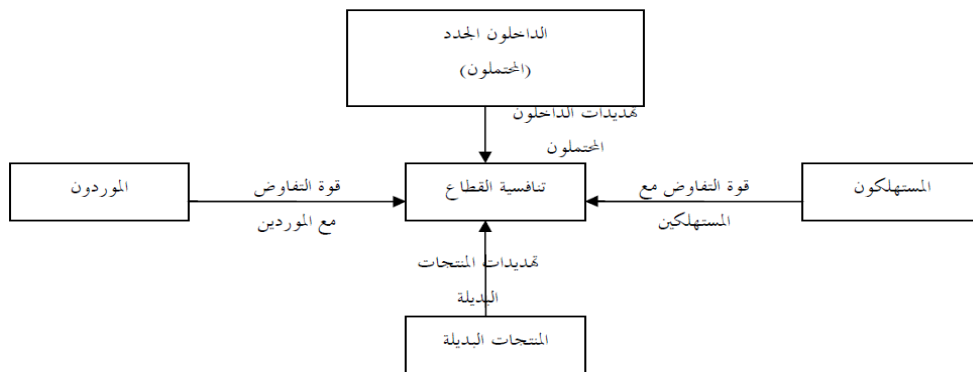 الداخلون الجدد
(المحتملون)
تهديدات الداخلون
المحتملون
المستهلكون
قوة التفاوض مع
المستهلكين
تنافسية القطاع
قوة التفاوض
مع الموردين
الموردون
تهديدات المنتجات
البديلة
المنتجات البديلة